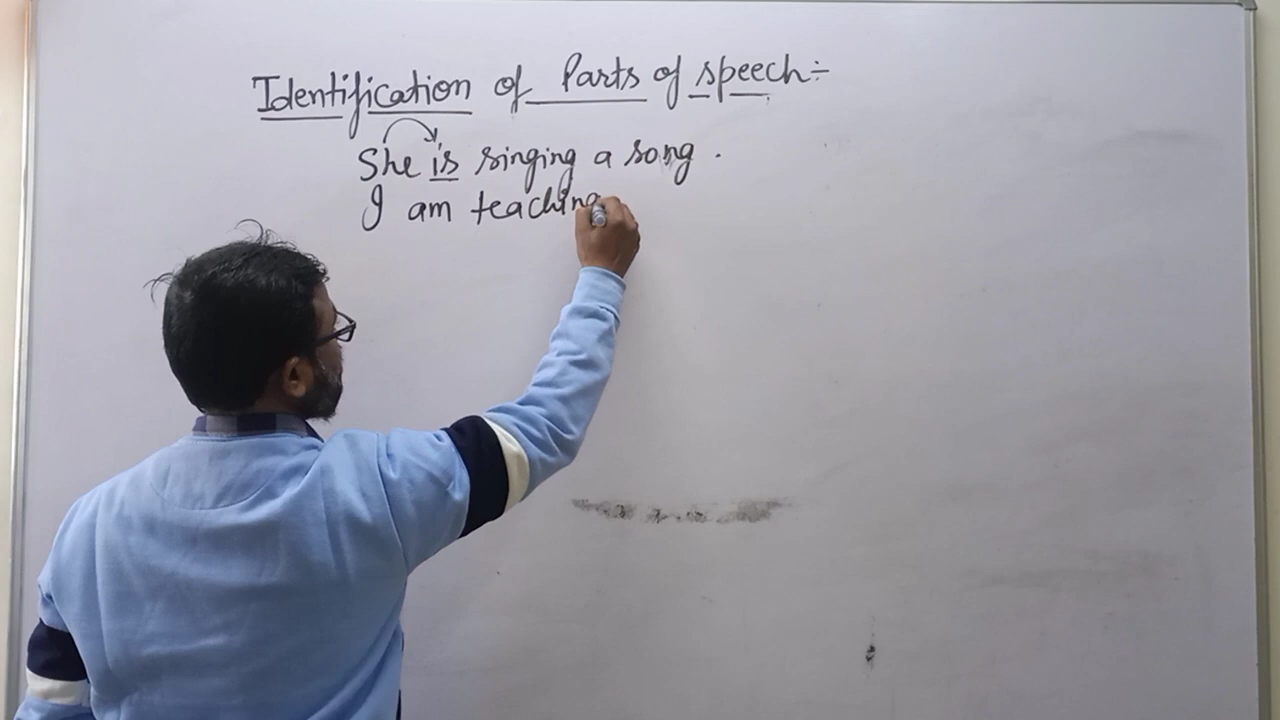 Identification of Parts of speech :-
She is singing a song .
I am teaching